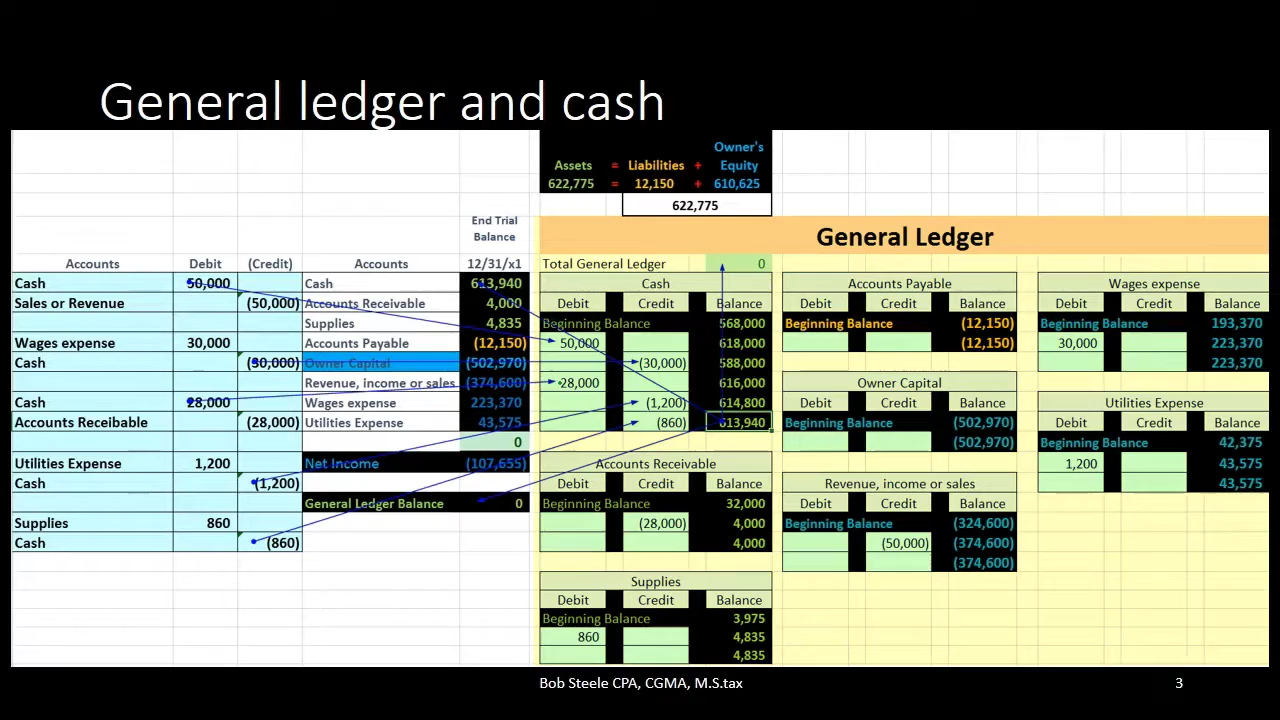 General ledger and cash
Owner's
Assets = Liabilities + Equity
622,775 = 12,150 + 610,625
622,775
End Trial
Balance
General Ledger
Accounts Debit (Credit) Accounts 12/31/x1
Total General Ledger 0
Cash 50,000 Cash 613,940
Sales or Revenue (50,000) Accounts Receivable 4,000
Supplies 4,835
Wages expense 30,000 Accounts Payable (12,150)
Cash (30,000) Owner Capital (502,970)
Revenue, income or sales (374,600)
Cash 28,000 Wages expense 223,370
Accounts Receivable (28,000) Utilities Expense 43,575
0
Utilities Expense 1,200 Net Income (107,655)
Cash (1,200)
General Ledger Balance 0
Supplies 860
Cash (860)
Cash
Debit Credit Balance
Beginning Balance 568,000
50,000 618,000
(30,000) 588,000
28,000 616,000
(1,200) 614,800
(860) 613,940
Accounts Receivable
Debit Credit Balance
Beginning Balance 32,000
(28,000) 4,000
4,000
Supplies
Debit Credit Balance
Beginning Balance 3,975
860 4,835
4,835
Accounts Payable
Debit Credit Balance
Beginning Balance (12,150)
(12,150)
Owner Capital
Debit Credit Balance
Beginning Balance (502,970)
(502,970)
Revenue, income or sales
Debit Credit Balance
Beginning Balance (324,600)
(50,000) (374,600)
(374,600)
Wages expense
Debit Credit Balance
Beginning Balance 193,370
30,000 223,370
223,370
Utilities Expense
Debit Credit Balance
Beginning Balance 42,375
1,200 43,575
43,575
Bob Steele CPA, CGMA, M.S.tax
3